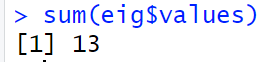 > sum(eig$values)
[1] 13